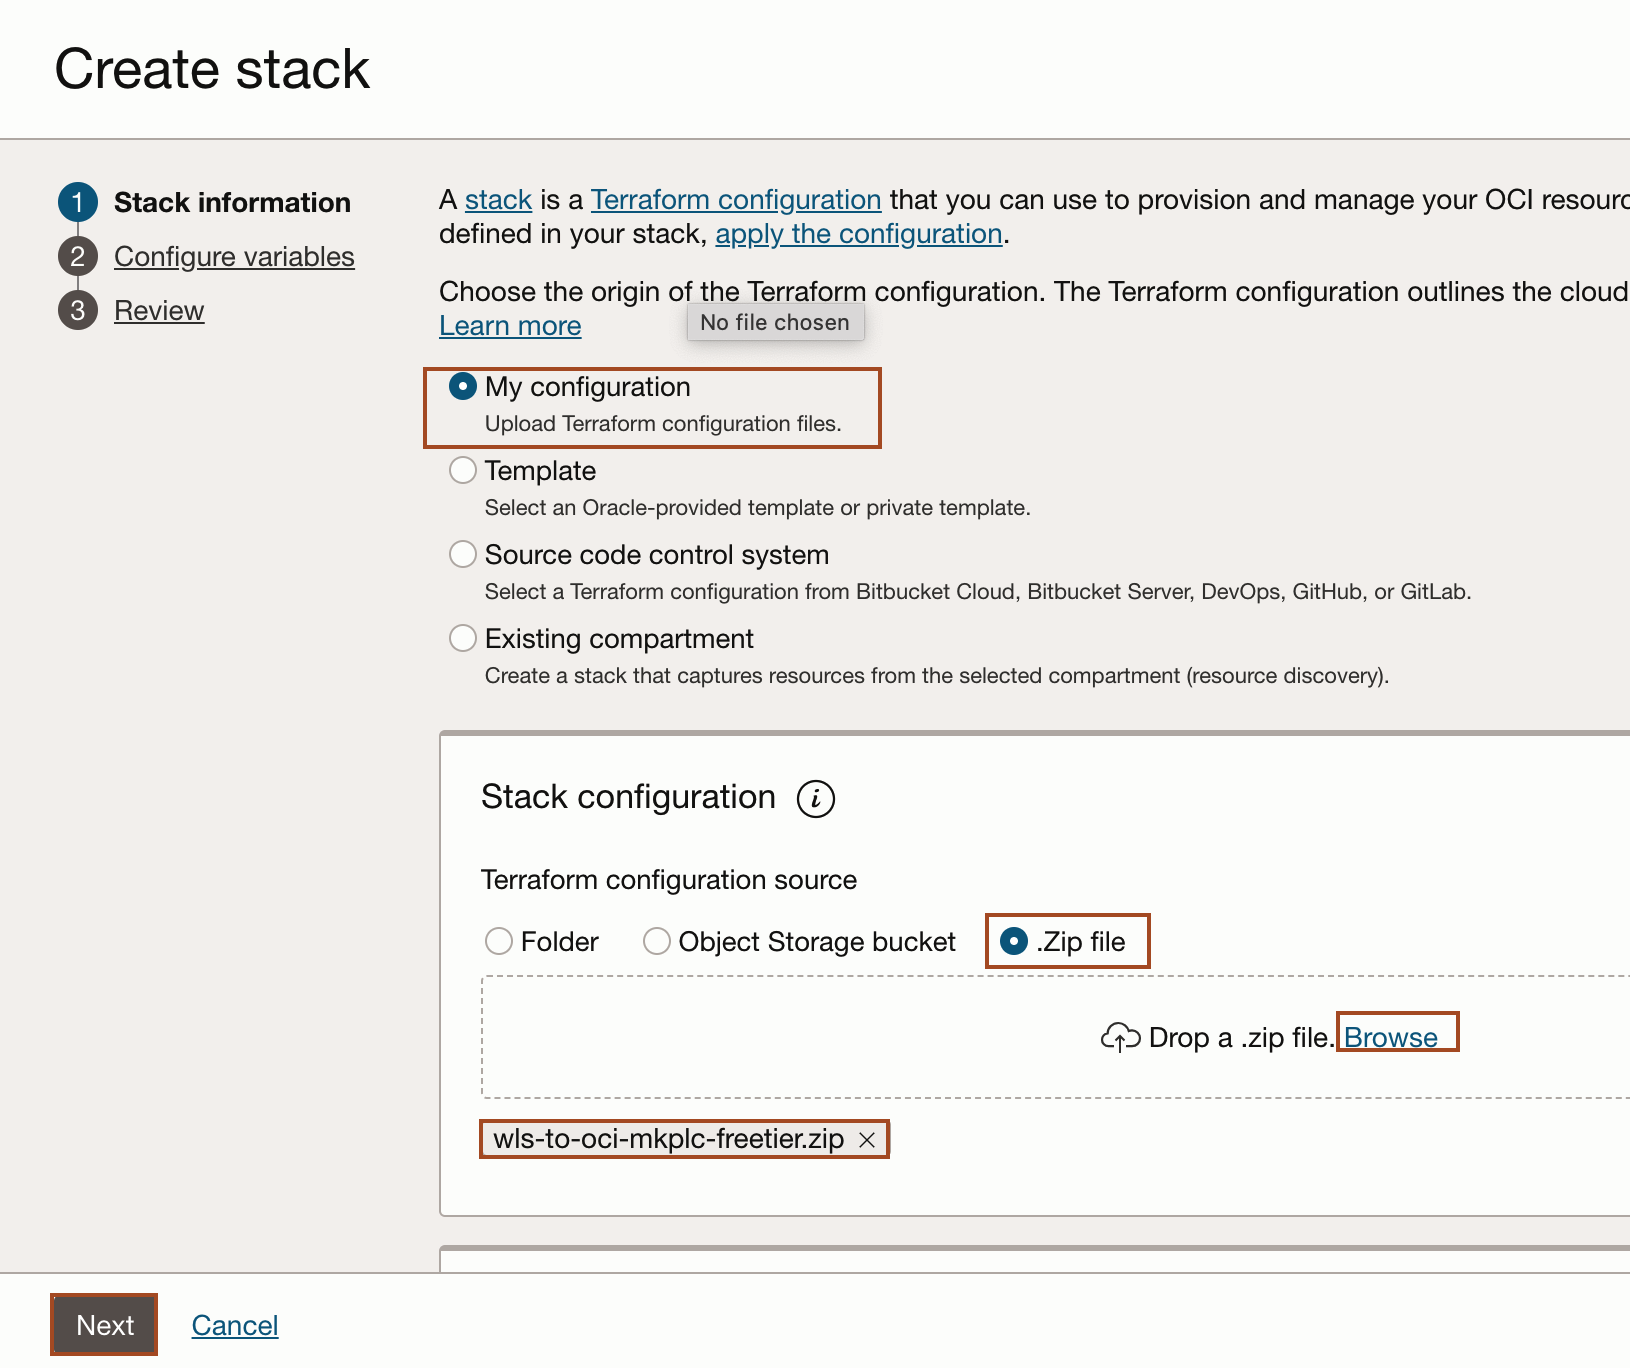 Create stack
1 Stack information
2 Configure variables
3 Review
A stack is a Terraform configuration that you can use to provision and manage your OCI
defined in your stack, apply the configuration.
Choose the origin of the Terraform configuration. The Terraform configuration outlines the cloud
Learn more
No file chosen
My configuration
Upload Terraform configuration files.
Template
Select an Oracle-provided template or private template.
Source code control system
Select a Terraform configuration from Bitbucket Cloud, Bitbucket Server, DevOps, GitHub, or GitLab.
Existing compartment
Create a stack that captures resources from the selected compartment (resource discovery).
Stack configuration i
Terraform configuration source
Folder Object Storage bucket .Zip file
Drop a .zip file. Browse
wls-to-oci-mkplc-freetier.zip ×
Next Cancel